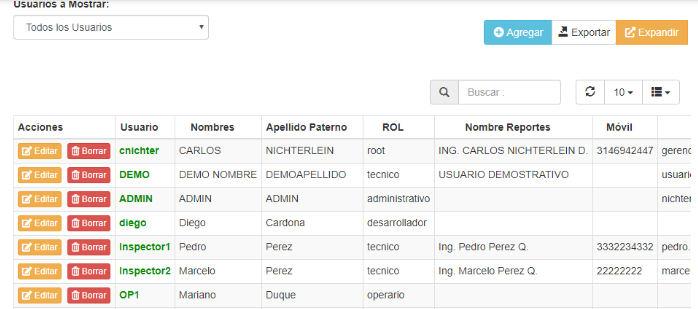 Usuarios a Mostrar:
Todos los Usuarios
Agregar Exportar Expandir
Buscar : 10
Acciones Usuario Nombres Apellido Paterno ROL Nombre Reportes Móvil
Editar Borrar cnichter CARLOS NICHTERLEIN root ING. CARLOS NICHTERLEIN D. 3146942447 gerenc
Editar Borrar DEMO DEMO NOMBRE DEMOAPELLIDO tecnico USUARIO DEMOSTRATIVO usuari
Editar Borrar ADMIN ADMIN ADMIN administrativo nichter
Editar Borrar diego Diego Cardona desarrollador
Editar Borrar Inspector1 Pedro Perez tecnico Ing. Pedro Perez Q. 3332234332 pedro.
Editar Borrar Inspector2 Marcelo Perez tecnico Ing. Marcelo Perez Q. 22222222 marce
Editar Borrar OP1 Mariano Duque operario